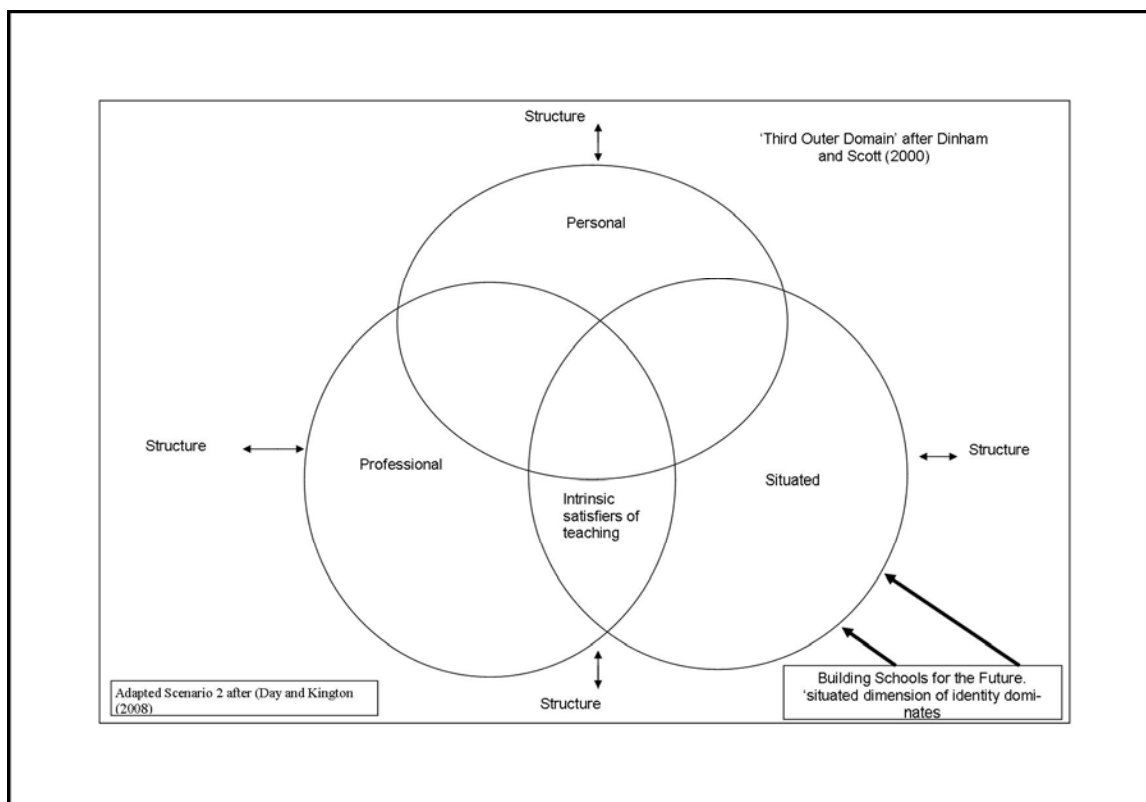 Structure
'Third Outer Domain' after Dinham
and Scott (2000)
Personal
Structure
Structure
Professional
Situated
Intrinsic
satisfiers of
teaching
Building Schools for the Future.
'situated dimension of identity domi-
nates
Adapted Scenario 2 after (Day and Kington
(2008)
Structure